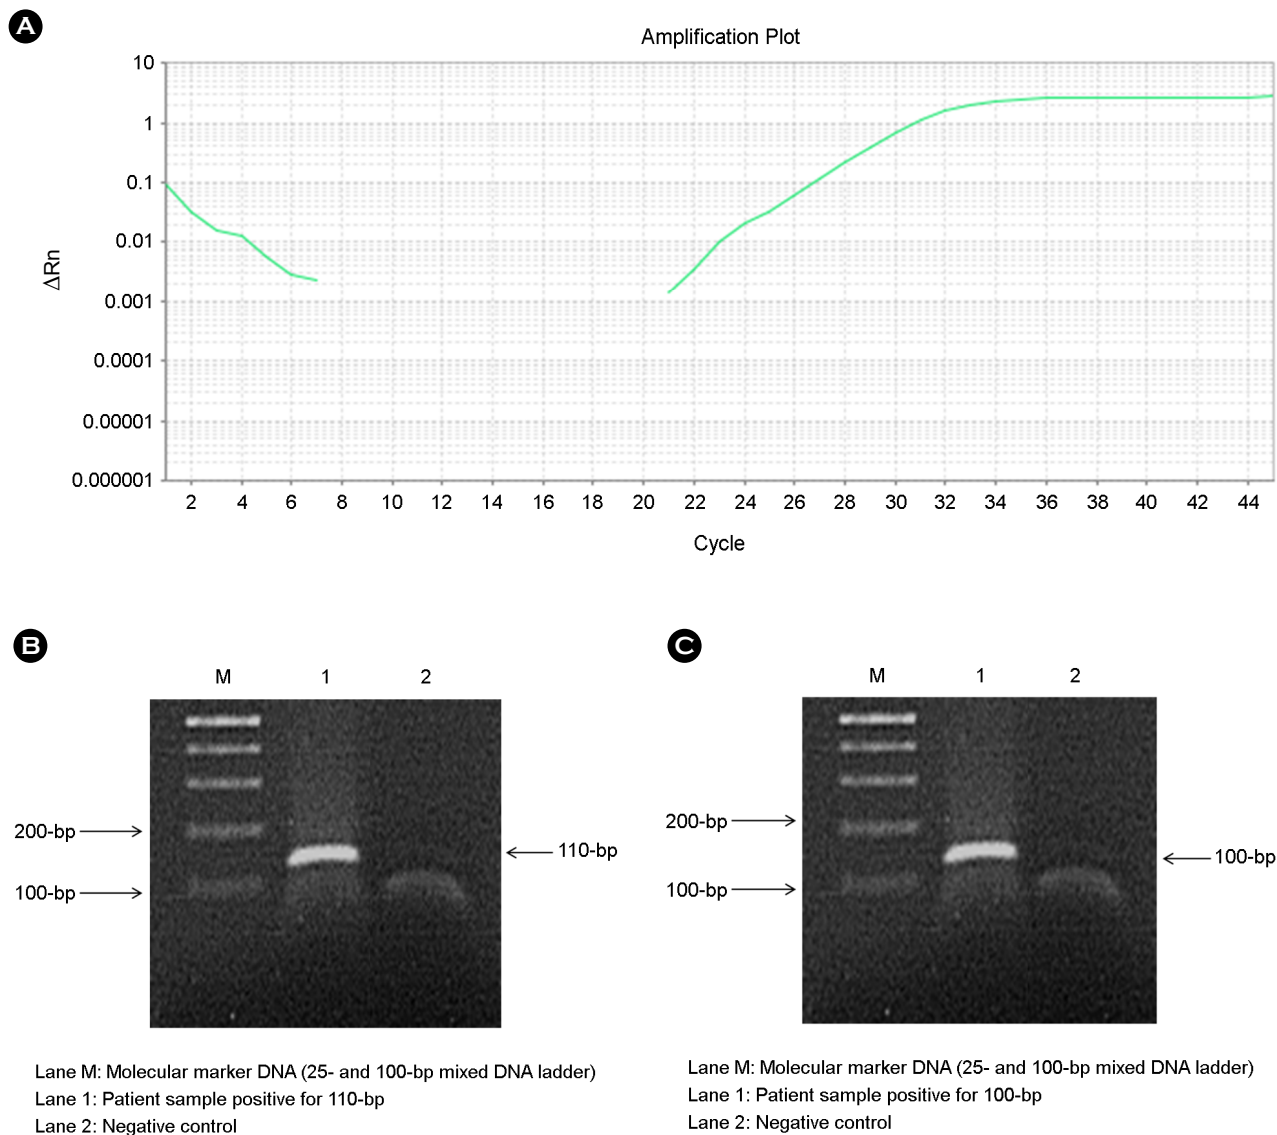 A
Amplification Plot
10
1
0.1
0.01
0.001
0.0001
0.00001
0.000001
ΔRn
2 4 6 8 10 12 14 16 18 20 22 24 26 28 30 32 34 36 38 40 42 44
Cycle
B
M 1 2
200-bp
110-bp
100-bp
Lane M: Molecular marker DNA (25- and 100-bp mixed DNA ladder)
Lane 1: Patient sample positive for 110-bp
Lane 2: Negative control
C
M 1 2
200-bp
100-bp
100-bp
Lane M: Molecular marker DNA (25- and 100-bp mixed DNA ladder)
Lane 1: Patient sample positive for 100-bp
Lane 2: Negative control